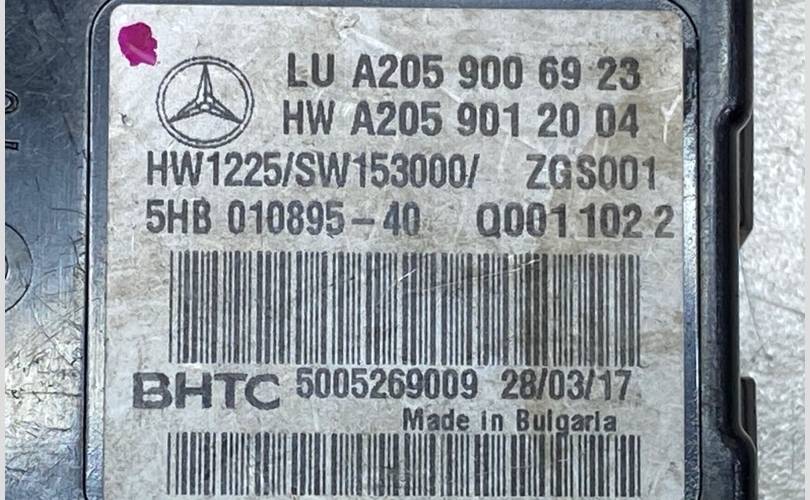 LU A205 900 69 23
HW A205 901 20 04
HW1225/SW153000/ ZGS001
5HB 010895-40 Q001 102 2
BHTC 5005269009 28/03/17
Made in Bulgaria